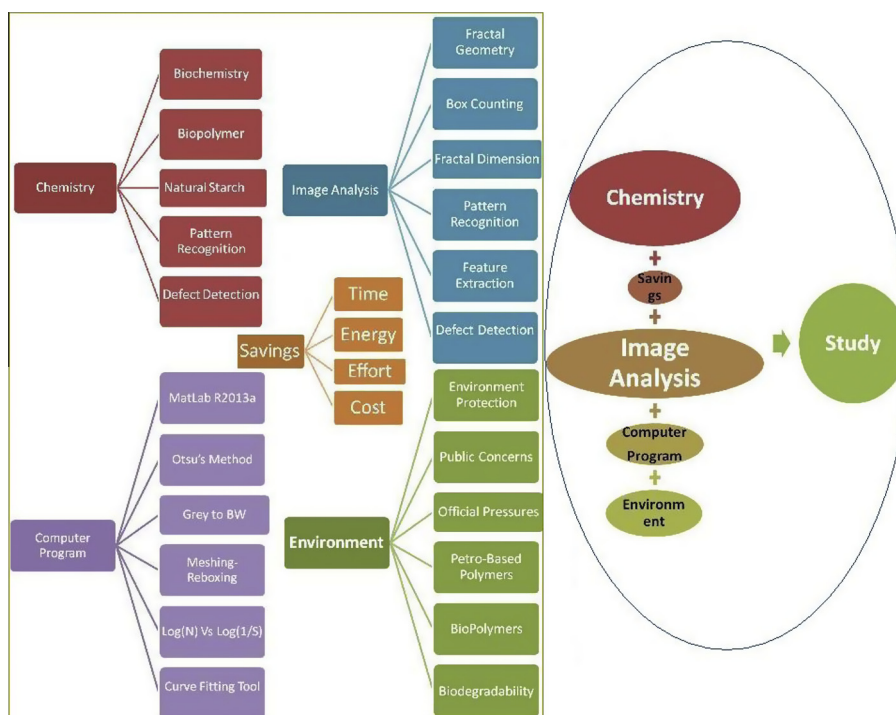 Chemistry
Biochemistry
Biopolymer
Natural Starch
Pattern
Recognition
Defect Detection
Image Analysis
Fractal
Geometry
Box Counting
Fractal Dimension
Pattern
Recognition
Feature
Extraction
Defect Detection
Savings
Time
Energy
Effort
Cost
Computer
Program
MatLab R2013a
Otsu's Method
Grey to BW
Meshing-
Reboxing
Log(N) Vs Log(1/S)
Curve Fitting Tool
Environment
Environment
Protection
Public Concerns
Official Pressures
Petro-Based
Polymers
BioPolymers
Biodegradability
Chemistry
+
Savin
gs
+
Image
Analysis
+
Computer
Program
+
Environm
ent
Study